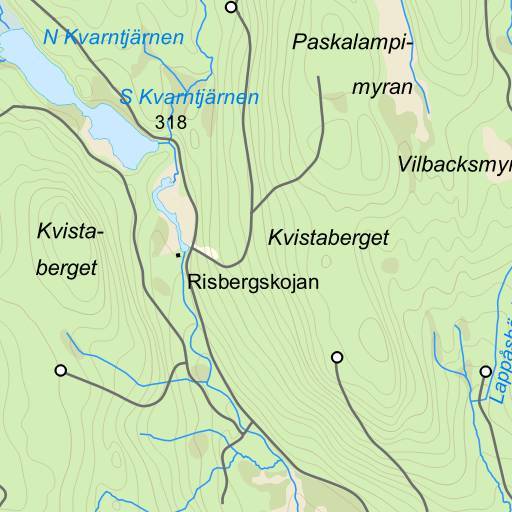 N Kvarntjärnen
Paskalampi-
myran
S Kvarntjärnen
318
Vilbacksmyr
Kvista-
berget
Kvistaberget
Risbergskojan